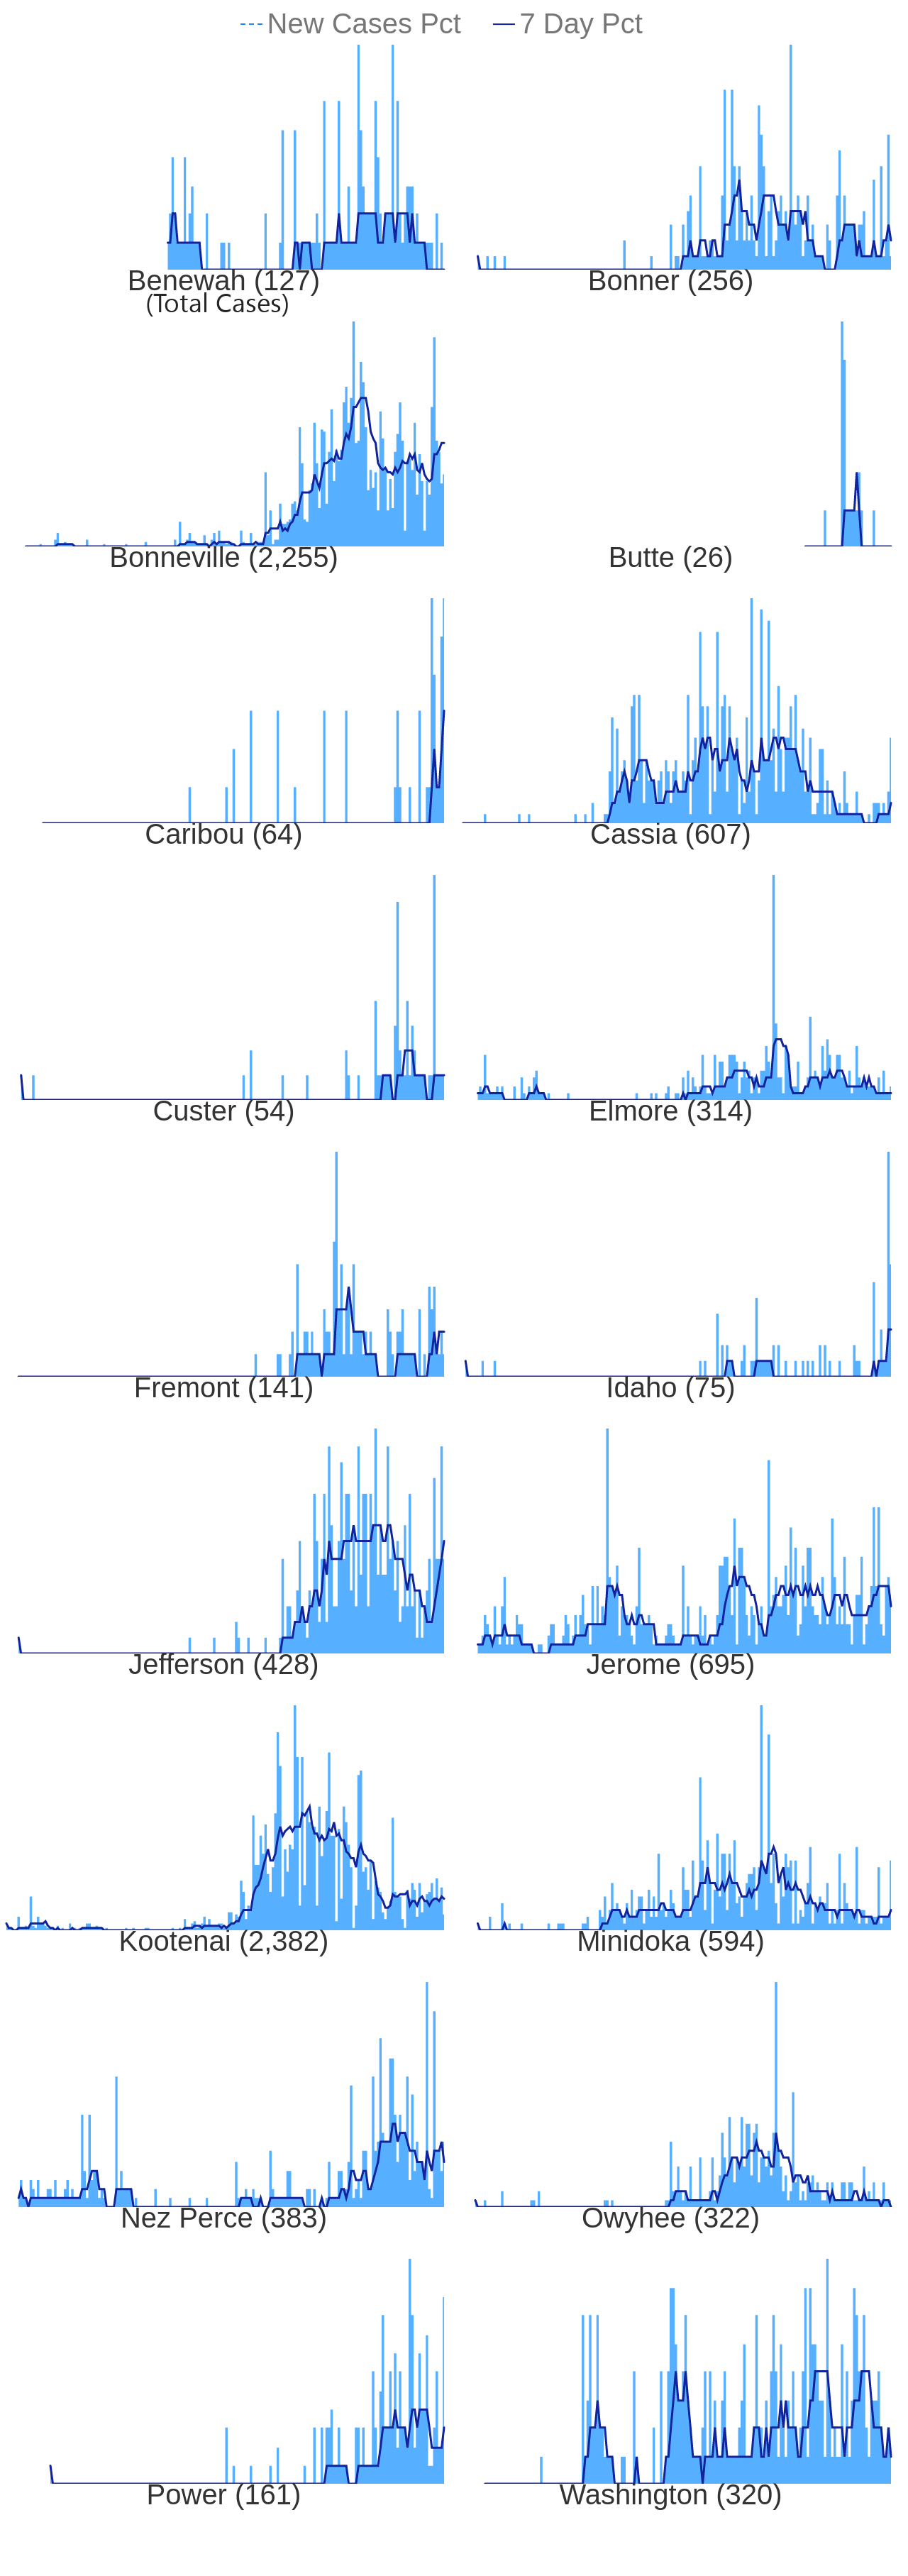 New Cases Pct 7 Day Pct
Benewah (127) Bonner (256)
(Total Cases)
Bonneville (2,255) Butte (26)
Caribou (64) Cassia (607)
Custer (54) Elmore (314)
Fremont (141) Idaho (75)
Jefferson (428) Jerome (695)
Kootenai (2,382) Minidoka (594)
Nez Perce (383) Owyhee (322)
Power (161) Washington (320)